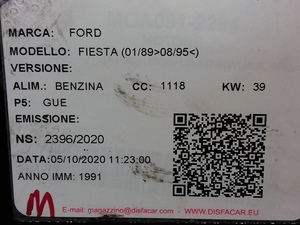 MARCA: FORD
MODELLO: FIESTA (01/89>08/95<)
VERSIONE:
ALIM.: BENZINA CC: 1118 KW: 39
P5: GUE
EMISSIONE:
NS: 2396/2020
DATA:05/10/2020 11:23:00
ANNO IMM: 1991
M
E-mail: magazzino@disfacar.com - WWW.DISFACAR.EU